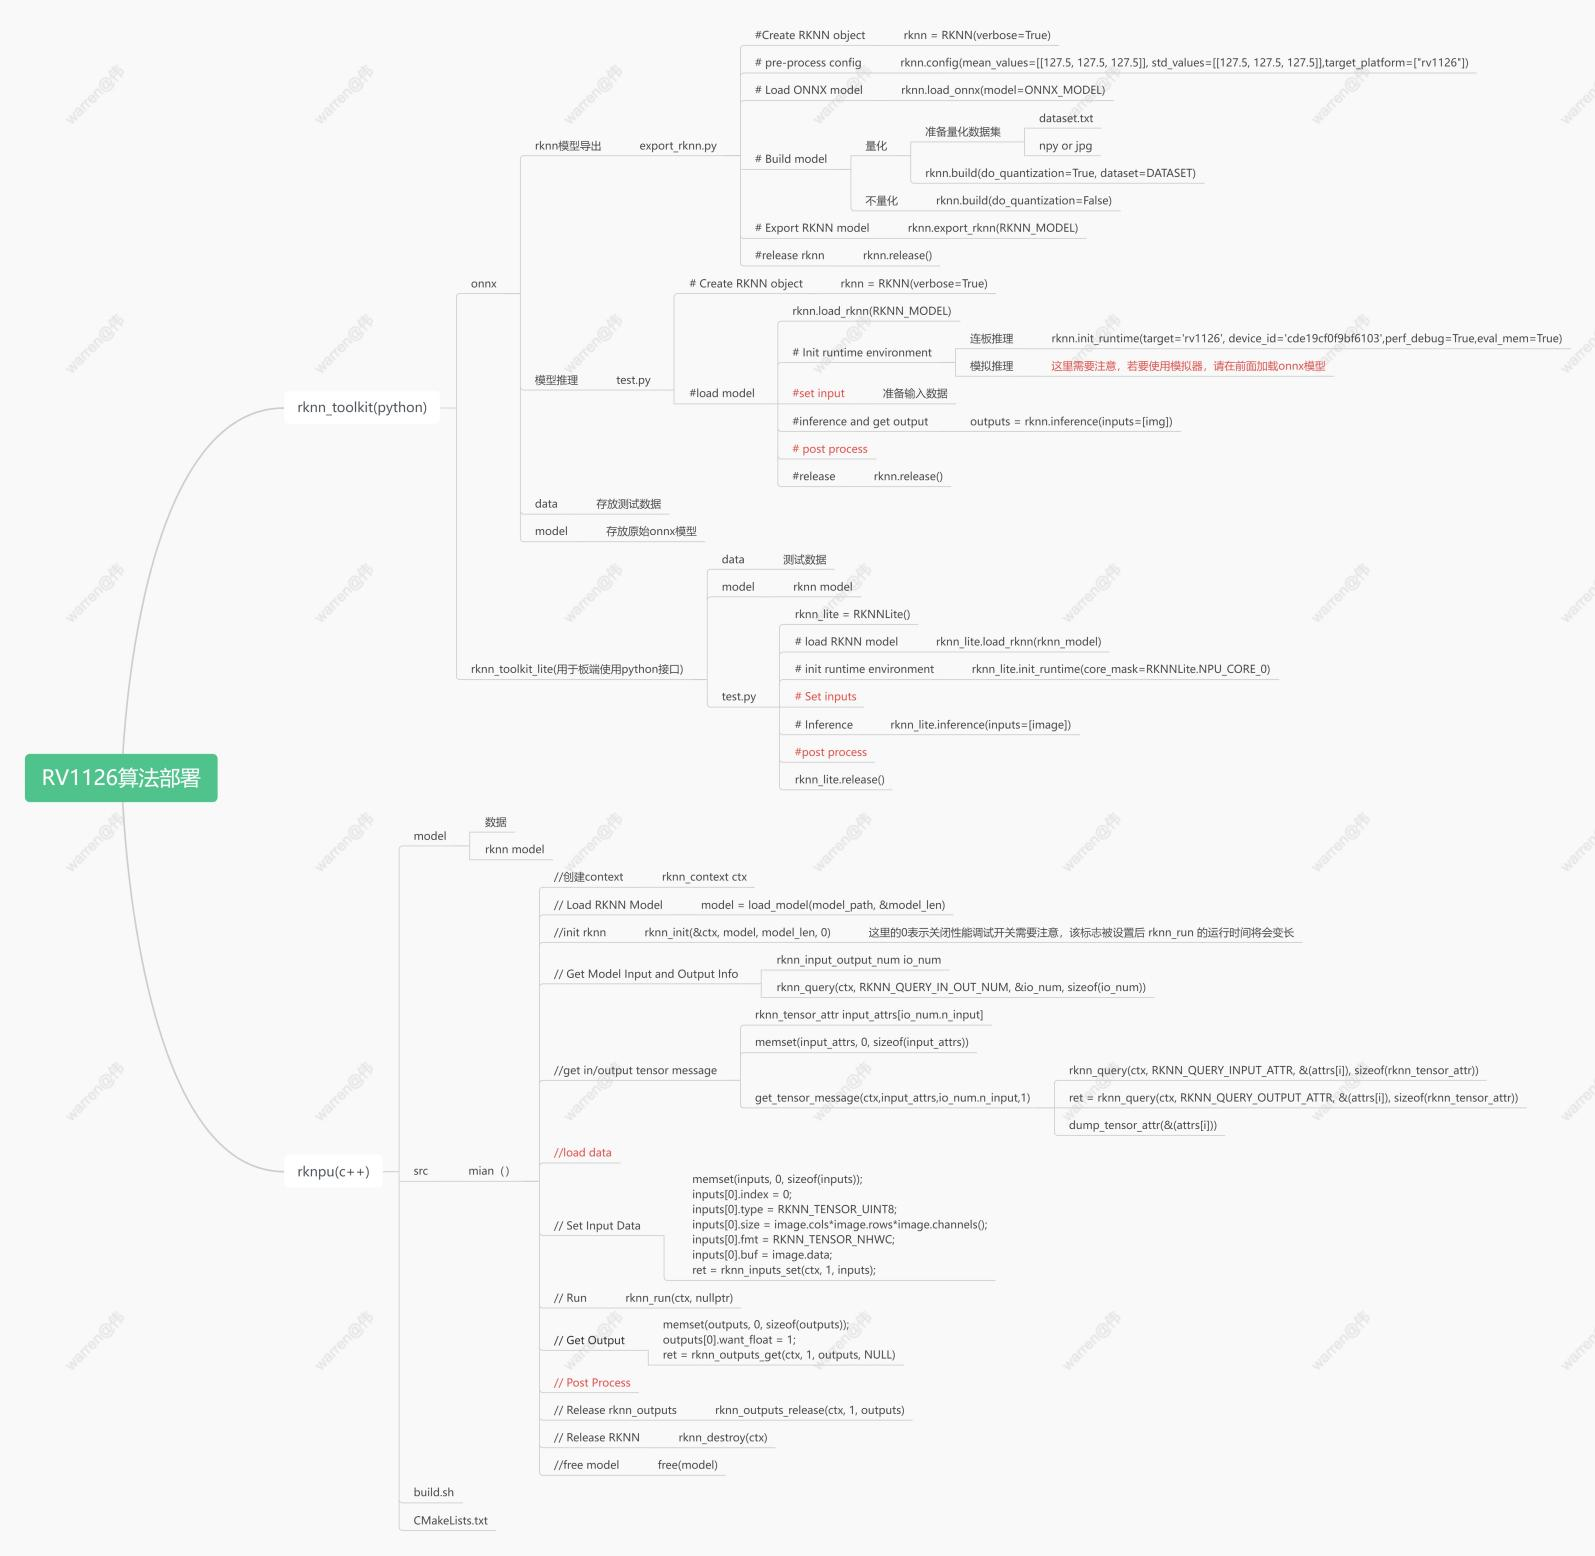 RV1126算法部署
rknn_toolkit(python)
onnx
rknn模型导出
export_rknn.py
#Create RKNN object
rknn = RKNN(verbose=True)
# pre-process config
rknn.config(mean_values=[[127.5, 127.5, 127.5]], std_values=[[127.5, 127.5, 127.5]],target_platform=["rv1126"])
# Load ONNX model
rknn.load_onnx(model=ONNX_MODEL)
# Build model
量化
准备量化数据集
dataset.txt
npy or jpg
rknn.build(do_quantization=True, dataset=DATASET)
不量化
rknn.build(do_quantization=False)
# Export RKNN model
rknn.export_rknn(RKNN_MODEL)
#release rknn
rknn.release()
模型推理
test.py
# Create RKNN object
rknn = RKNN(verbose=True)
#load model
rknn.load_rknn(RKNN_MODEL)
# Init runtime environment
连板推理
rknn.init_runtime(target='rv1126', device_id='cde19cf0f9bf6103',perf_debug=True,eval_mem=True)
模拟推理
这里需要注意，若要使用模拟器，请在前面加载onnx模型
#set input
准备输入数据
#inference and get output
outputs = rknn.inference(inputs=[img])
# post process
#release
rknn.release()
data
存放测试数据
model
存放原始onnx模型
rknn_toolkit_lite(用于板端使用python接口)
data
测试数据
model
rknn model
test.py
rknn_lite = RKNNLite()
# load RKNN model
rknn_lite.load_rknn(rknn_model)
# init runtime environment
rknn_lite.init_runtime(core_mask=RKNNLite.NPU_CORE_0)
# Set inputs
# Inference
rknn_lite.inference(inputs=[image])
#post process
rknn_lite.release()
rknpu(c++)
model
数据
rknn model
src
mian（）
//创建context
rknn_context ctx
// Load RKNN Model
model = load_model(model_path, &model_len)
//init rknn
rknn_init(&ctx, model, model_len, 0)
这里的0表示关闭性能调试开关需要注意，该标志被设置后 rknn_run 的运行时间将会变长
// Get Model Input and Output Info
rknn_input_output_num io_num
rknn_query(ctx, RKNN_QUERY_IN_OUT_NUM, &io_num, sizeof(io_num))
//get in/output tensor message
rknn_tensor_attr input_attrs[io_num.n_input]
memset(input_attrs, 0, sizeof(input_attrs))
get_tensor_message(ctx,input_attrs,io_num.n_input,1)
rknn_query(ctx, RKNN_QUERY_INPUT_ATTR, &(attrs[i]), sizeof(rknn_tensor_attr))
ret = rknn_query(ctx, RKNN_QUERY_OUTPUT_ATTR, &(attrs[i]), sizeof(rknn_tensor_attr))
dump_tensor_attr(&(attrs[i]))
//load data
// Set Input Data
memset(inputs, 0, sizeof(inputs));
inputs[0].index = 0;
inputs[0].type = RKNN_TENSOR_UINT8;
inputs[0].size = image.cols*image.rows*image.channels();
inputs[0].fmt = RKNN_TENSOR_NHWC;
inputs[0].buf = image.data;
ret = rknn_inputs_set(ctx, 1, inputs);
// Run
rknn_run(ctx, nullptr)
// Get Output
memset(outputs, 0, sizeof(outputs));
outputs[0].want_float = 1;
ret = rknn_outputs_get(ctx, 1, outputs, NULL)
// Post Process
// Release rknn_outputs
rknn_outputs_release(ctx, 1, outputs)
// Release RKNN
rknn_destroy(ctx)
//free model
free(model)
build.sh
CMakeLists.txt
warren@伟